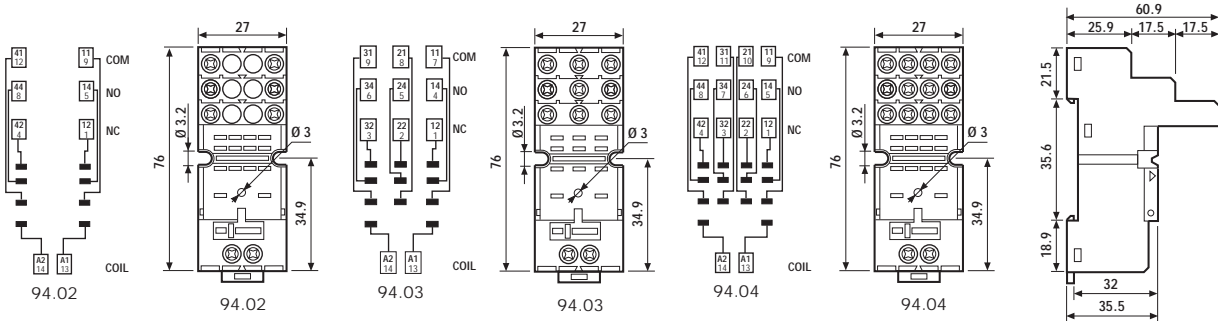 41 12
11 9
COM
44 8
14 5
NO
42 4
12 1
NC
A2 14
A1 13
COIL
94.02
27
76
Ø 3.2
Ø 3
34.9
94.02
31 9
21 8
11 7
COM
34 6
24 5
14 4
NO
32 3
22 2
12 1
NC
A2 14
A1 13
COIL
94.03
27
76
Ø 3.2
Ø 3
34.9
94.03
41 12
31 11
21 10
11 9
COM
44 8
34 7
24 6
14 5
NO
42 4
32 3
22 2
12 1
NC
A2 14
A1 13
COIL
94.04
27
76
Ø 3.2
Ø 3
34.9
94.04
60.9
25.9
17.5
17.5
21.5
35.6
18.9
32
35.5